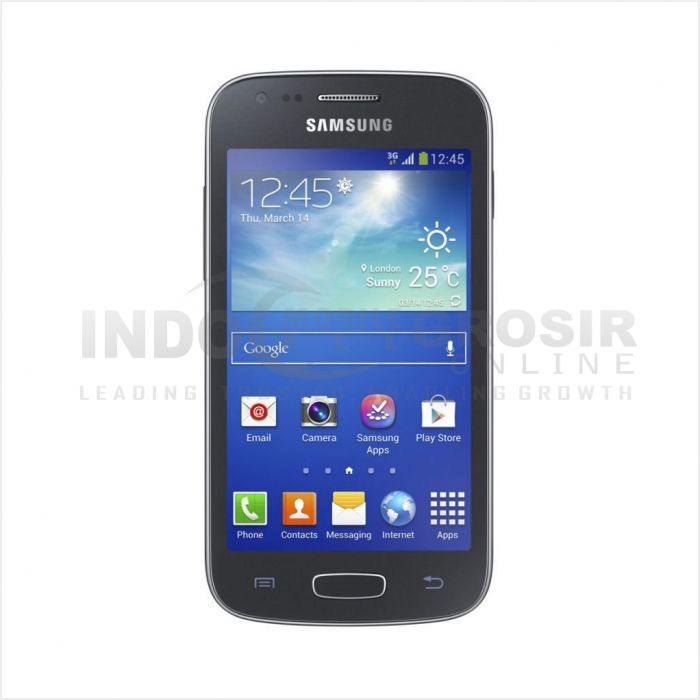 SAMSUNG
3G 12:45
12:45
Thu, March 14
London
Sunny 25°C
03/14 12:45
INDO GROSIR
ONLINE
Google
LEADING, GROWTH
Email Camera Samsung Apps Play Store
Phone Contacts Messaging Internet Apps